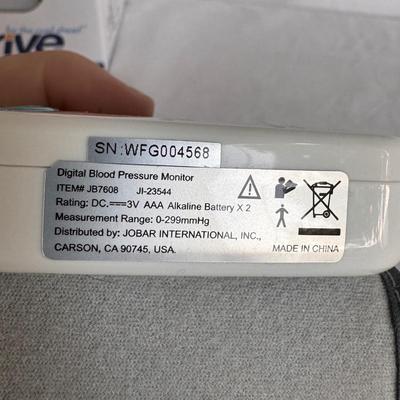 rive
SN:WFG004568
Digital Blood Pressure Monitor
ITEM# JB7608 JI-23544
Rating: DC.⎓3V AAA Alkaline Battery X 2
Measurement Range: 0-299mmHg
Distributed by: JOBAR INTERNATIONAL, INC.,
CARSON, CA 90745, USA.
MADE IN CHINA